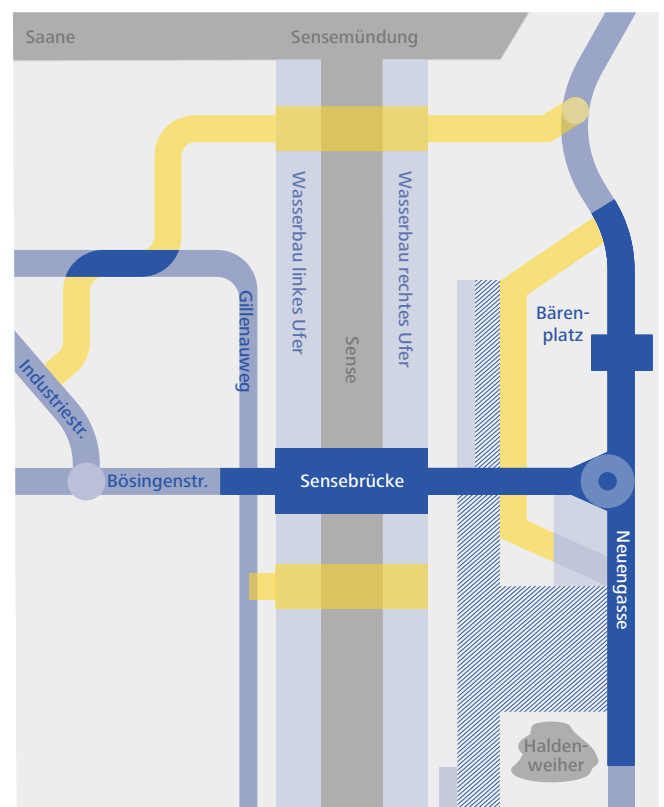 Saane
Sensemündung
Wasserbau linkes Ufer
Wasserbau rechtes Ufer
Sense
Gillenauweg
Bären-
platz
Industriestr.
Bösingenstr.
Sensebrücke
Neuengasse
Halden-
weiher